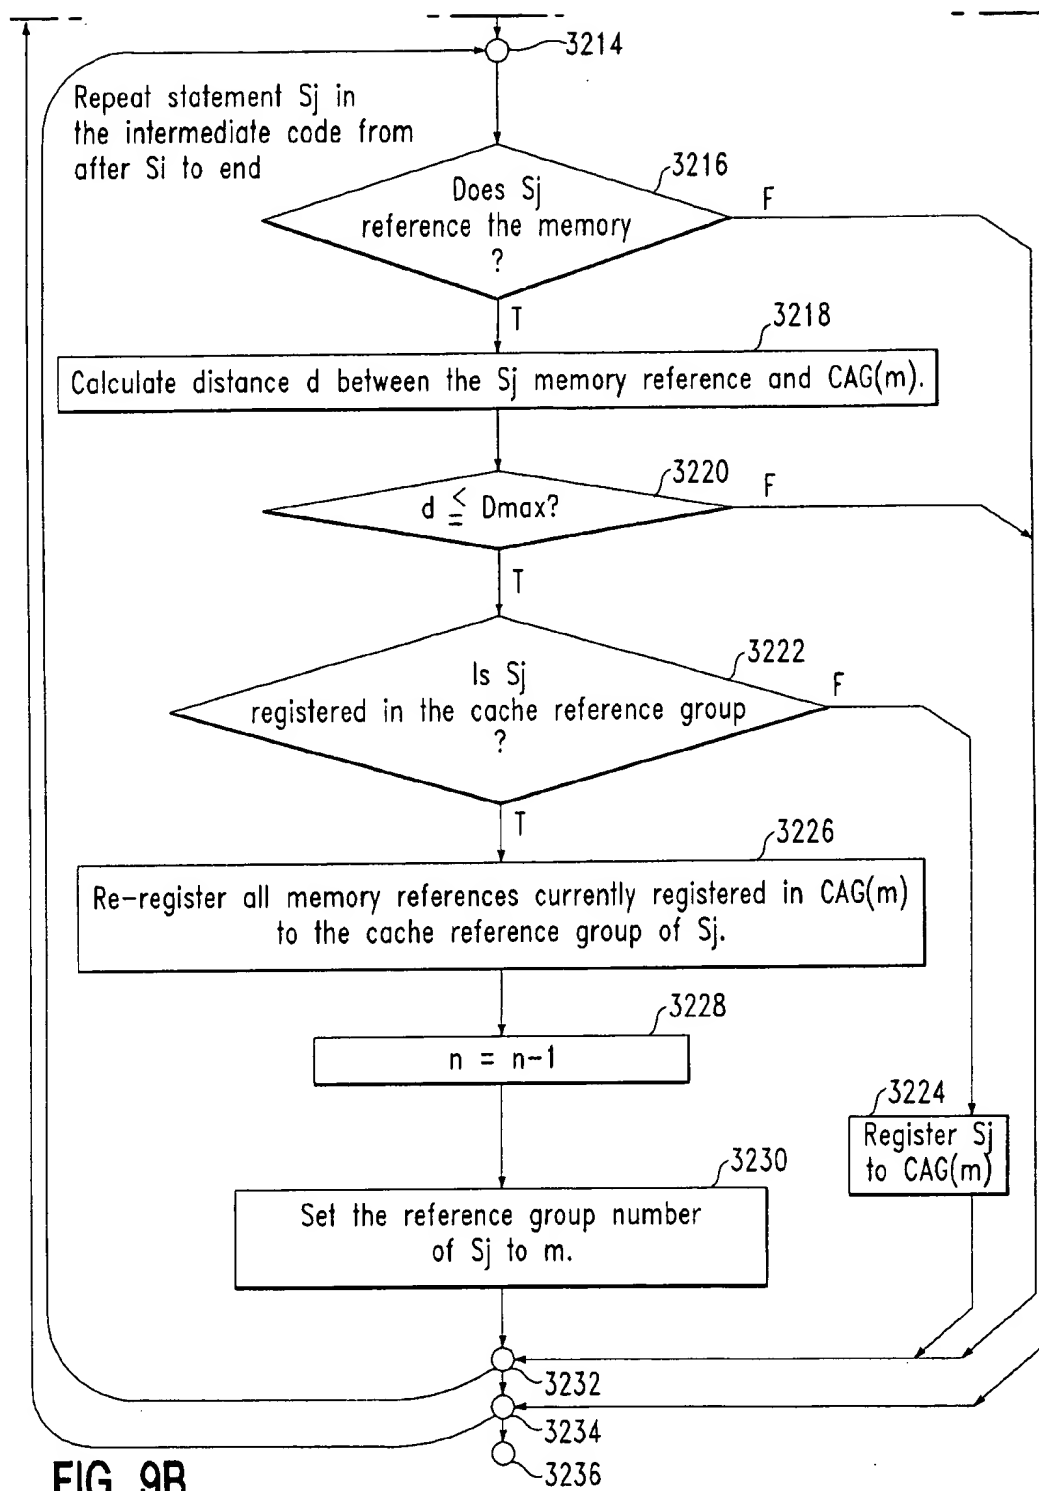 3214
Repeat statement Sj in
the intermediate code from
after Si to end
3216
Does Sj
reference the memory
?
F
T
3218
Calculate distance d between the Sj memory reference and CAG(m).
3220
d ≦ Dmax?
F
T
3222
Is Sj
registered in the cache reference group
?
F
T
3226
Re-register all memory references currently registered in CAG(m)
to the cache reference group of Sj.
3228
n = n-1
3224
Register Sj
to CAG(m)
3230
Set the reference group number
of Sj to m.
3232
3234
3236
FIG. 9B